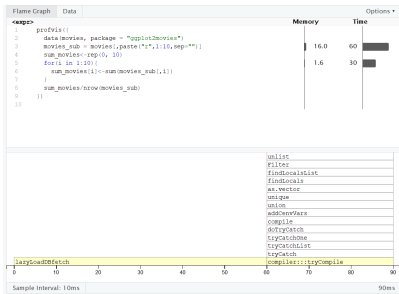 Flame Graph Data Options ▾
<expr> Memory Time
1 profvis({
2 data(movies, package = "ggplot2movies")
3 movies_sub = movies[,paste("r",1:10,sep="")] 16.0 60
4 sum_movies<-rep(0, 10)
5 for(i in 1:10){ 1.6 30
6 sum_movies[i]<-sum(movies_sub[,i])
7 }
8 sum_movies/nrow(movies_sub)
9 })
10
unlist
Filter
findLocalsList
findLocals
as.vector
unique
union
addCenvVars
compile
doTryCatch
tryCatchOne
tryCatchList
tryCatch
lazyLoadDBfetch compiler:::tryCompile
0 10 20 30 40 50 60 70 80 90
Sample Interval: 10ms 90ms